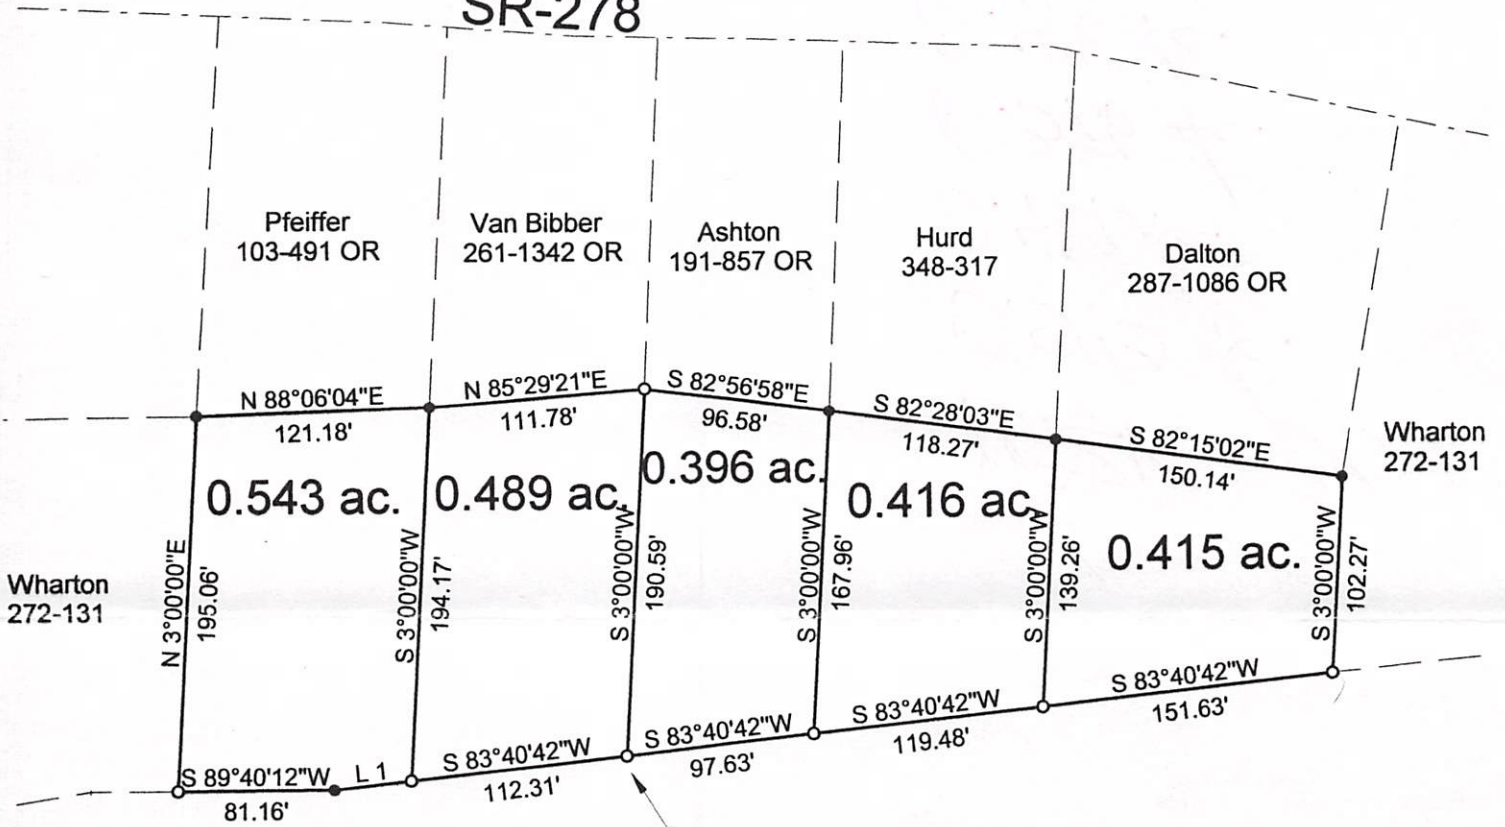 SR-278
Pfeiffer
103-491 OR
Van Bibber
261-1342 OR
Ashton
191-857 OR
Hurd
348-317
Dalton
287-1086 OR
N 88°06'04"E
121.18'
N 85°29'21"E
111.78'
S 82°56'58"E
96.58'
S 82°28'03"E
118.27'
S 82°15'02"E
150.14'
Wharton
272-131
0.543 ac.
0.489 ac.
0.396 ac.
0.416 ac.
0.415 ac.
Wharton
272-131
N 3°00'00"E
195.06'
S 3°00'00"W
194.17'
S 3°00'00"W
190.59'
S 3°00'00"W
167.96'
S 3°00'00"W
139.26'
S 3°00'00"W
102.27'
S 89°40'12"W
81.16'
L 1
S 83°40'42"W
112.31'
S 83°40'42"W
97.63'
S 83°40'42"W
119.48'
S 83°40'42"W
151.63'